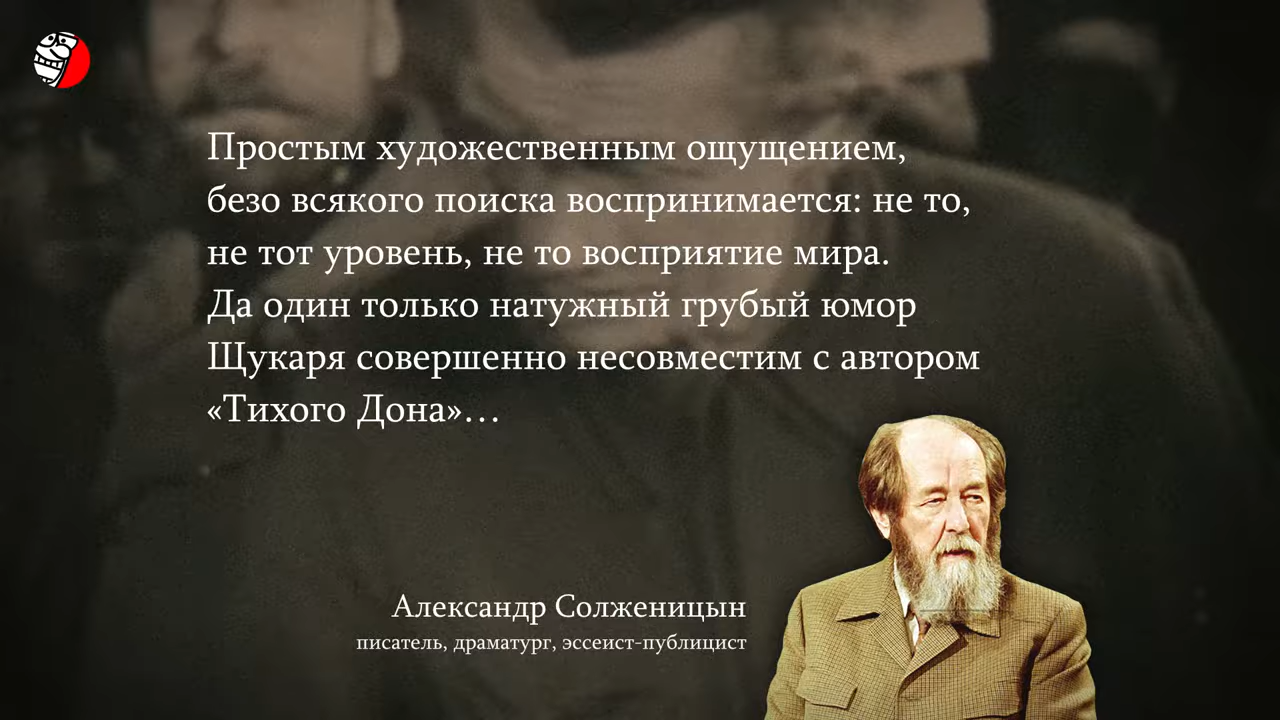 Простым художественным ощущением,
безо всякого поиска воспринимается: не то,
не тот уровень, не то восприятие мира.
Да один только натужный грубый юмор
Щукаря совершенно несовместим с автором
«Тихого Дона»…
Александр Солженицын
писатель, драматург, эссеист-публицист